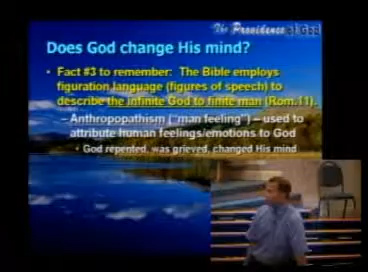 The Providence of God
Does God change His mind?
• Fact #3 to remember: The Bible employs
figuration language (figures of speech) to
describe the infinite God to finite man (Rom.11).
– Anthropopathism ("man feeling") – used to
attribute human feelings/emotions to God
• God repented, was grieved, changed His mind